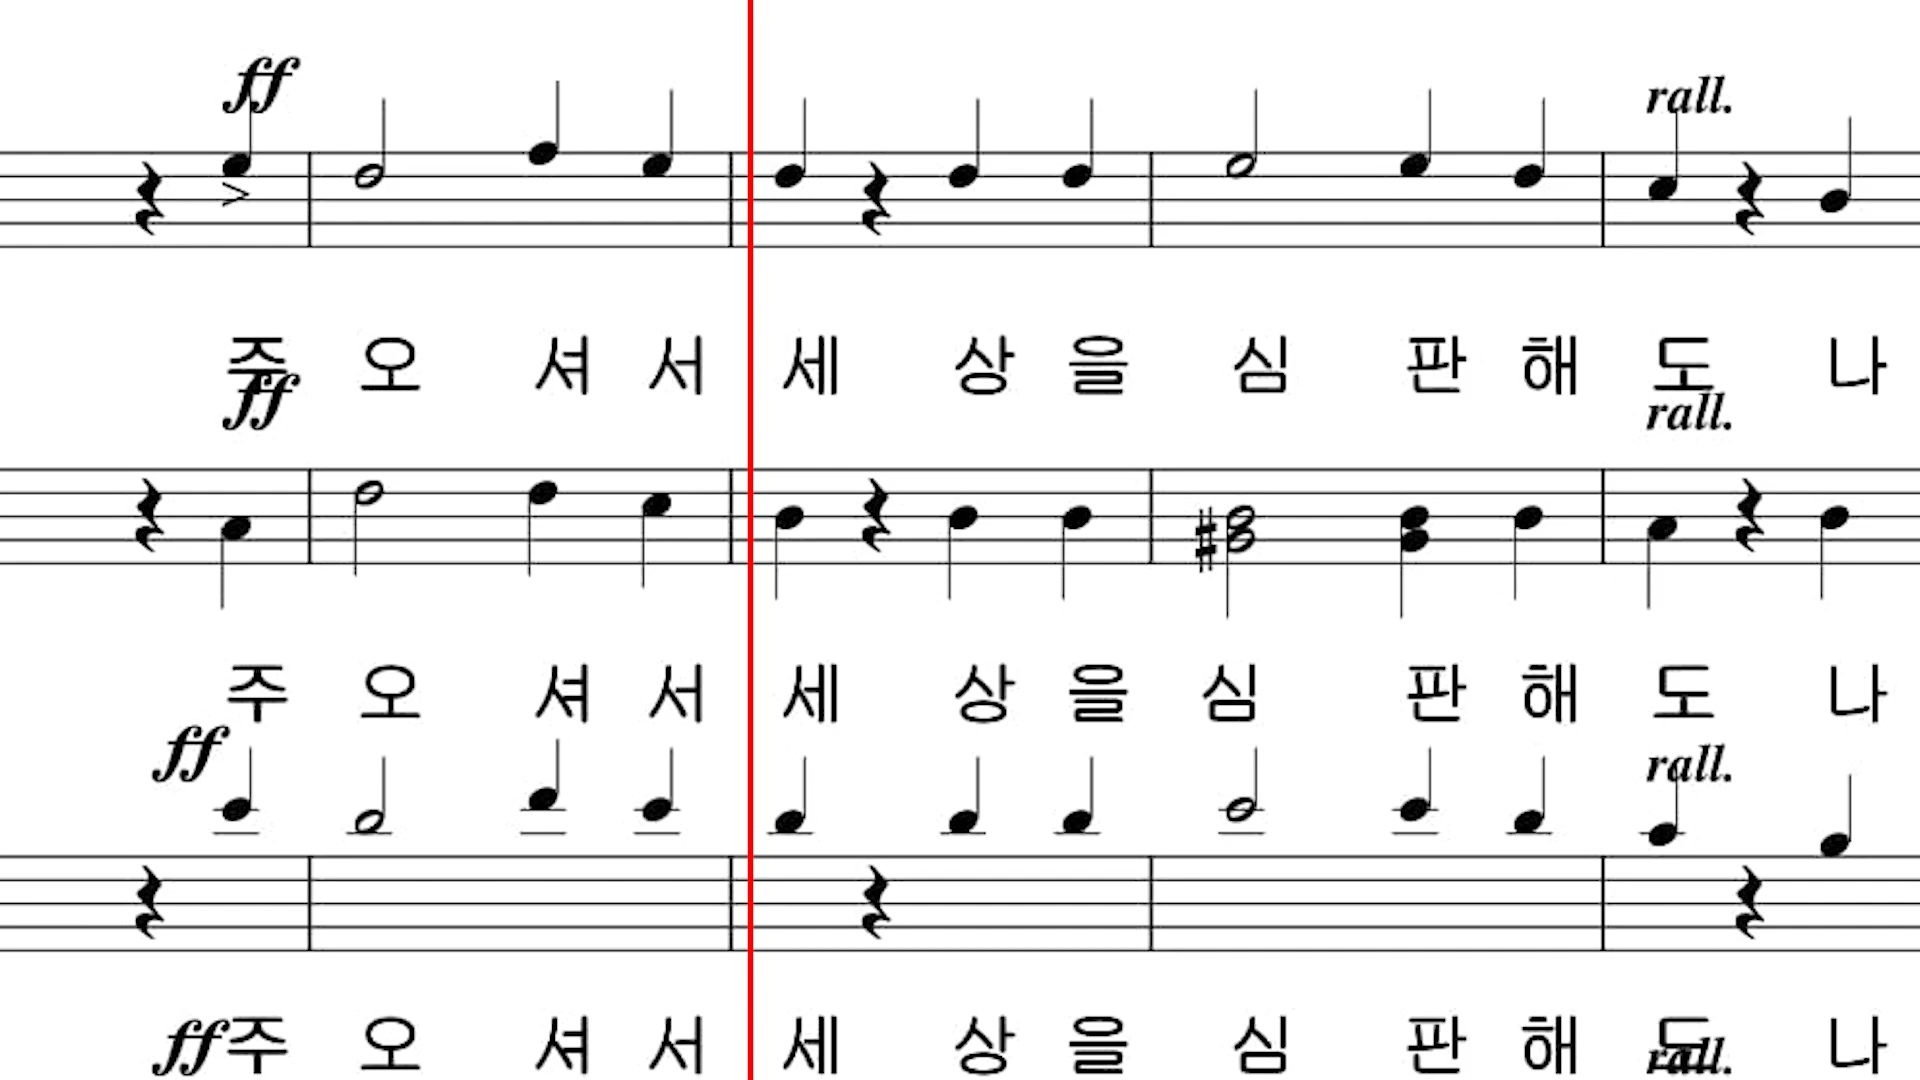 ff rall.
주 오 셔 서 세 상 을 심 판 해 도 나
ff rall.
주 오 셔 서 세 상 을 심 판 해 도 나
ff rall.
ff 주 오 셔 서 세 상 을 심 판 해 도 나
rall.